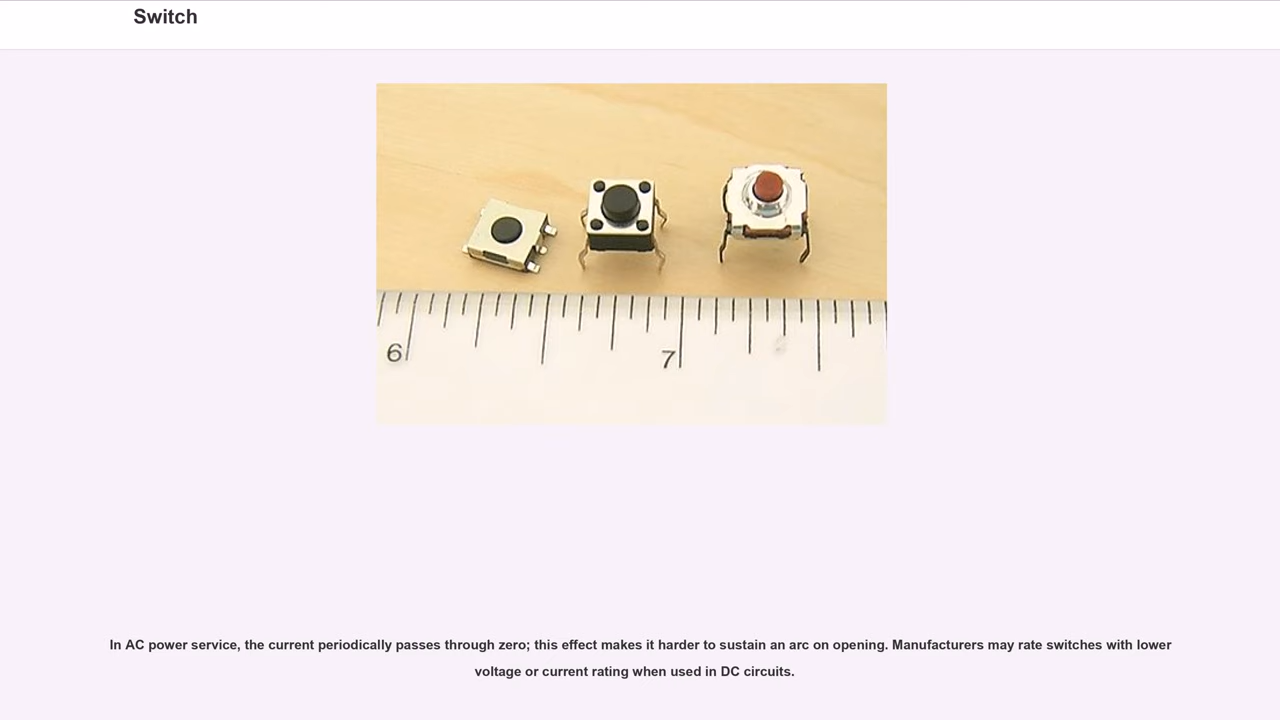 Switch
6
7
In AC power service, the current periodically passes through zero; this effect makes it harder to sustain an arc on opening. Manufacturers may rate switches with lower
voltage or current rating when used in DC circuits.